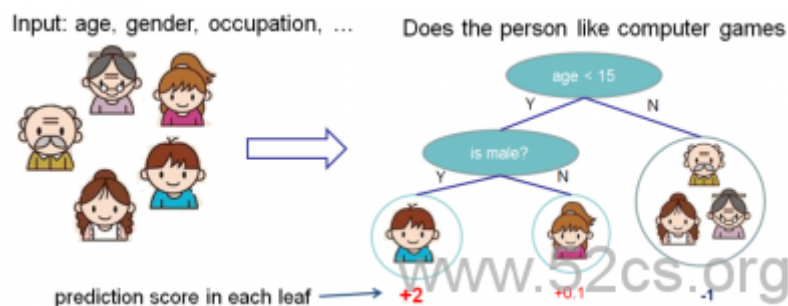 Input: age, gender, occupation, ...
Does the person like computer games
age < 15
Y
N
is male?
Y
N
prediction score in each leaf
+2
+0.1
-1
www.52cs.org